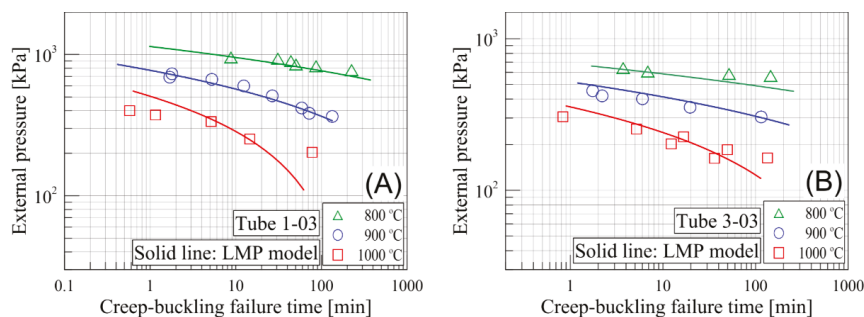 10³
10²
External pressure [kPa]
(A)
Tube 1-03
Solid line: LMP model
800 °C
900 °C
1000 °C
0.1 1 10 100 1000
Creep-buckling failure time [min]
10³
10²
External pressure [kPa]
(B)
Tube 3-03
Solid line: LMP model
800 °C
900 °C
1000 °C
1 10 100 1000
Creep-buckling failure time [min]